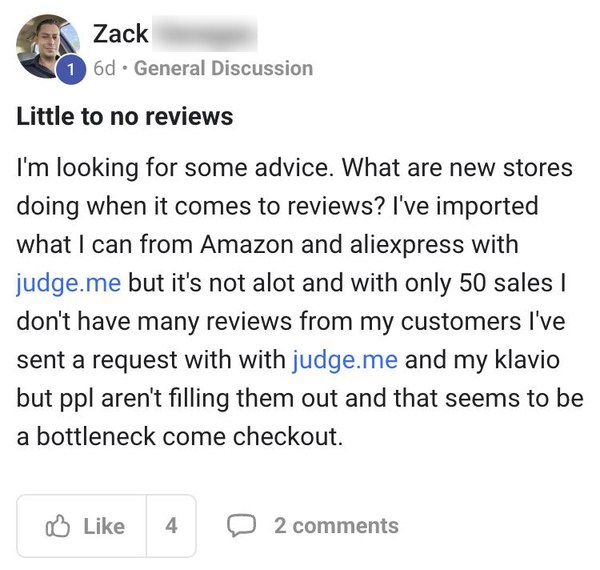 Zack
1
6d • General Discussion
Little to no reviews
I'm looking for some advice. What are new stores
doing when it comes to reviews? I've imported
what I can from Amazon and aliexpress with
judge.me but it's not alot and with only 50 sales I
don't have many reviews from my customers I've
sent a request with with judge.me and my klavio
but ppl aren't filling them out and that seems to be
a bottleneck come checkout.
Like 4 2 comments